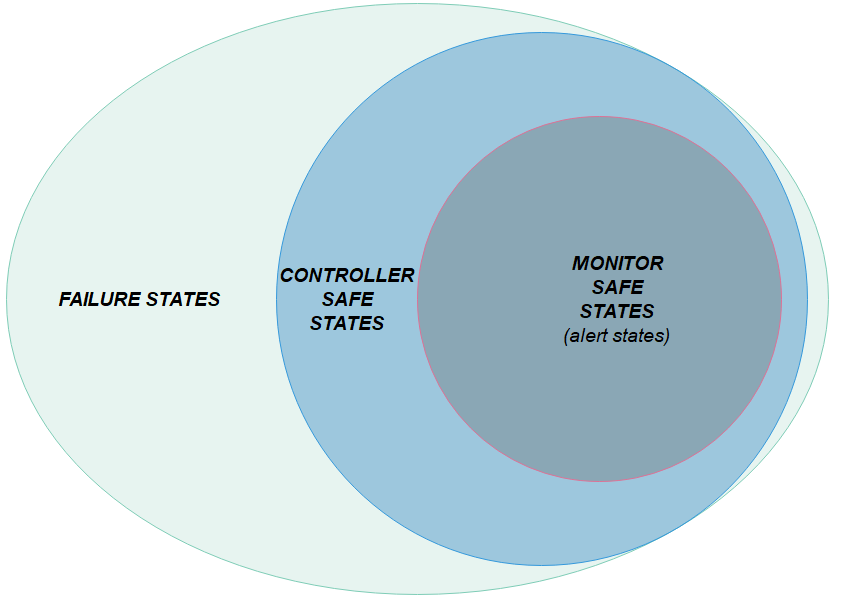 FAILURE STATES
CONTROLLER
SAFE
STATES
MONITOR
SAFE
STATES
(alert states)